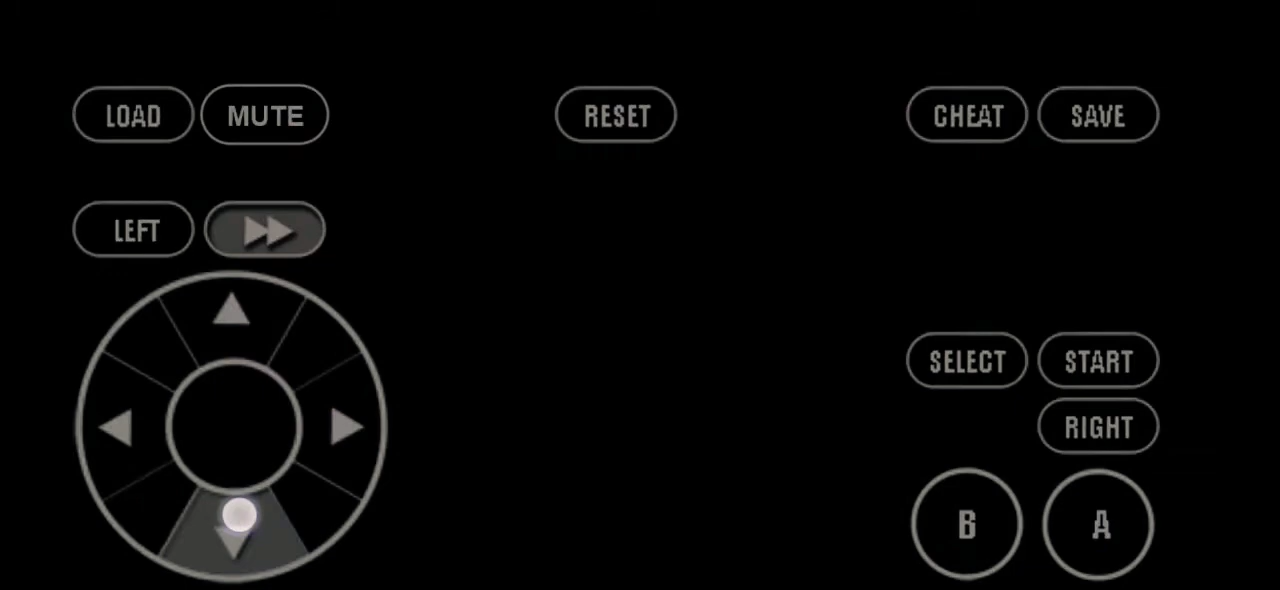 LOAD MUTE RESET CHEAT SAVE
LEFT
SELECT START
RIGHT
B A